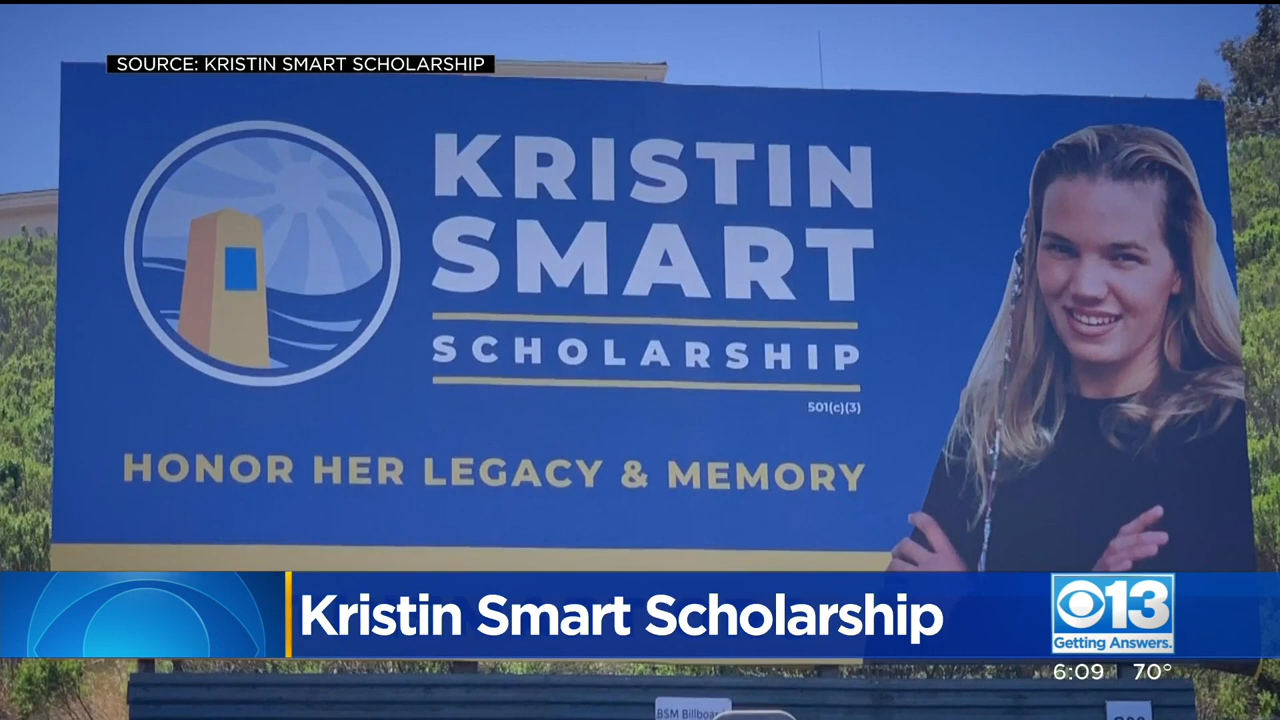 SOURCE: KRISTIN SMART SCHOLARSHIP
KRISTIN
SMART
SCHOLARSHIP
501(c)(3)
HONOR HER LEGACY & MEMORY
Kristin Smart Scholarship
13
Getting Answers.
6:09 70°
BSM